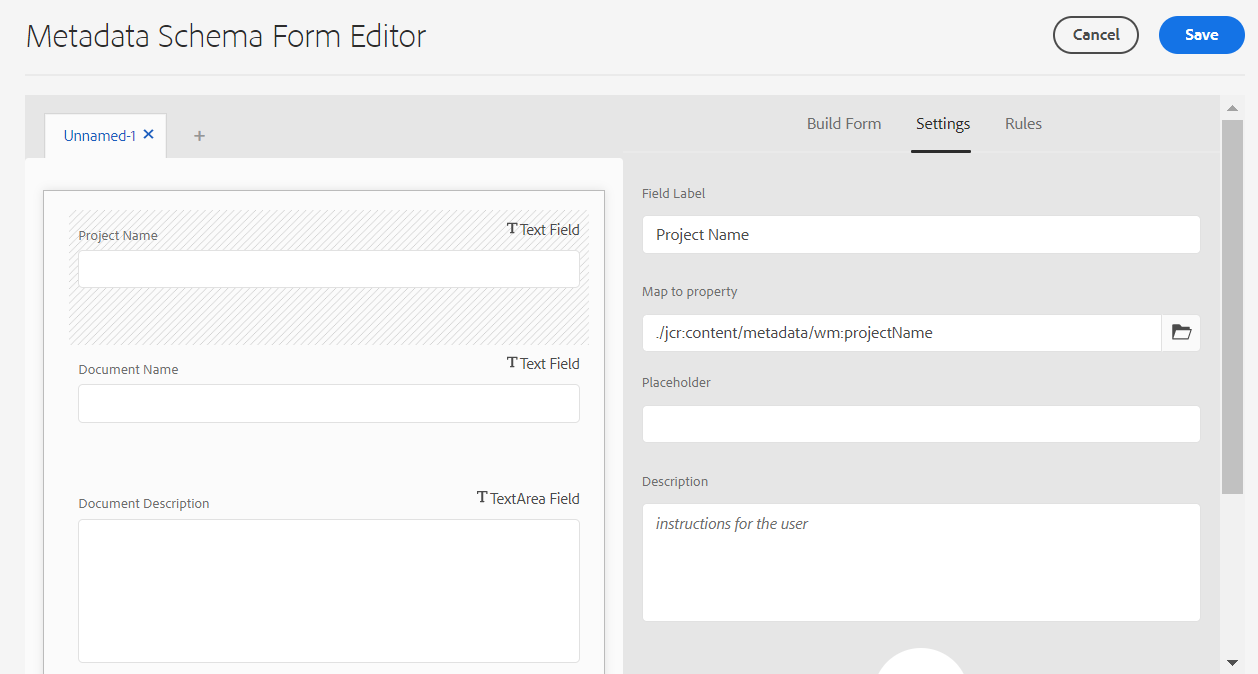 Metadata Schema Form Editor
Cancel
Save
Unnamed-1 ✕
+
Build Form
Settings
Rules
Project Name
T Text Field
Document Name
T Text Field
Document Description
T TextArea Field
Field Label
Project Name
Map to property
./jcr:content/metadata/wm:projectName
Placeholder
Description
instructions for the user